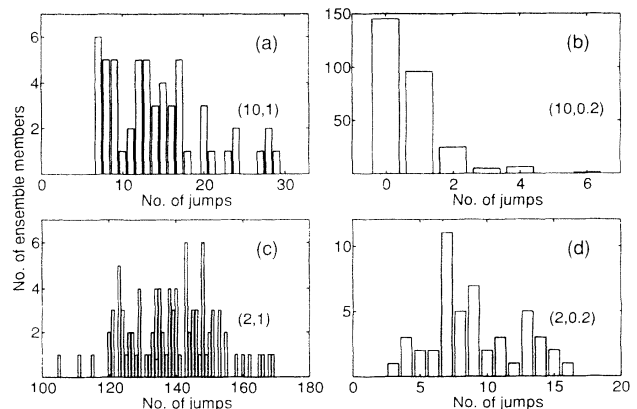 No. of ensemble members
6
4
2
(a)
(10,1)
0 10 20 30
No. of jumps
150
100
50
(b)
(10,0.2)
0 2 4 6
No. of jumps
6
4
2
(c)
(2,1)
100 120 140 160 180
No. of jumps
10
5
(d)
(2,0.2)
0 5 10 15 20
No. of jumps